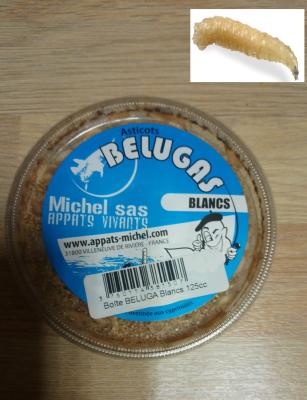 Asticots
BELUGAS
BLANCS
Michel sas
APPATS VIVANTS
www.appats-michel.com
31800 VILLENEUVE DE RIVIÈRE - FRANCE
Boîte BELUGA Blancs 125cc